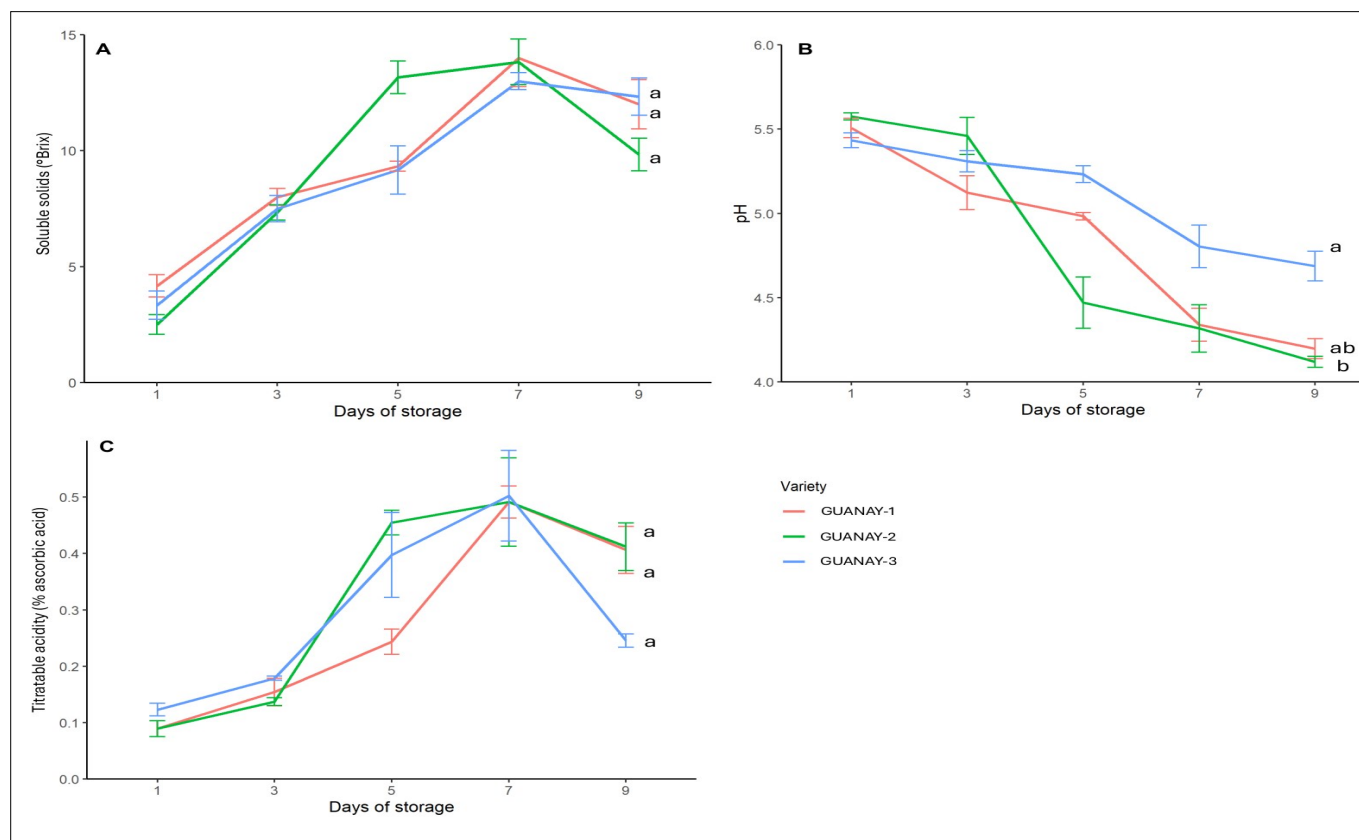 A
Soluble solids (ºBrix)
15
10
5
0
a
a
a
1 3 5 7 9
Days of storage
B
pH
6.0
5.5
5.0
4.5
4.0
a
ab
b
1 3 5 7 9
Days of storage
C
Titratable acidity (% ascorbic acid)
0.5
0.4
0.3
0.2
0.1
0.0
a
a
a
1 3 5 7 9
Days of storage
Variety
GUANAY-1
GUANAY-2
GUANAY-3